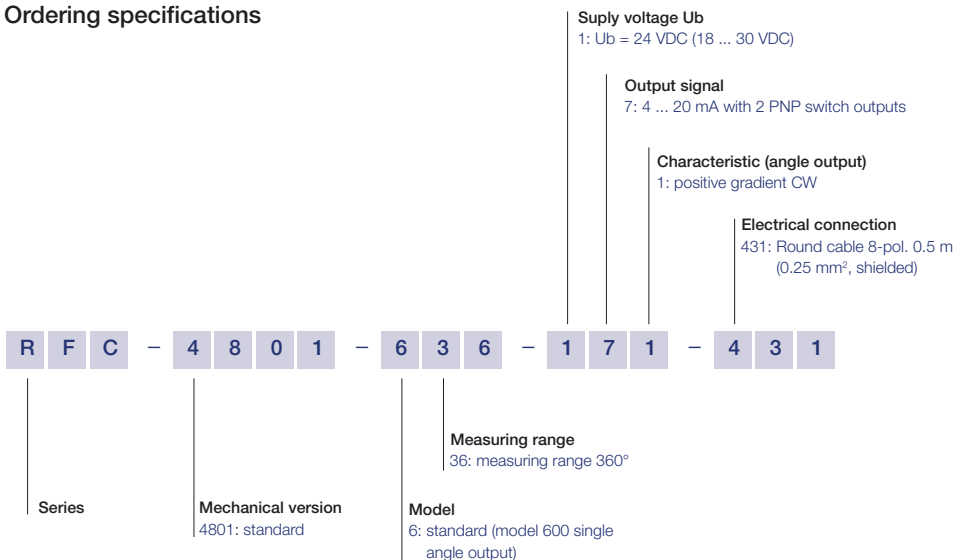 Ordering specifications
Suply voltage Ub
1: Ub = 24 VDC (18 ... 30 VDC)
Output signal
7: 4 ... 20 mA with 2 PNP switch outputs
Characteristic (angle output)
1: positive gradient CW
Electrical connection
431: Round cable 8-pol. 0.5 m
(0.25 mm², shielded)
R F C – 4 8 0 1 – 6 3 6 – 1 7 1 – 4 3 1
Measuring range
36: measuring range 360°
Series
Mechanical version
4801: standard
Model
6: standard (model 600 single
angle output)